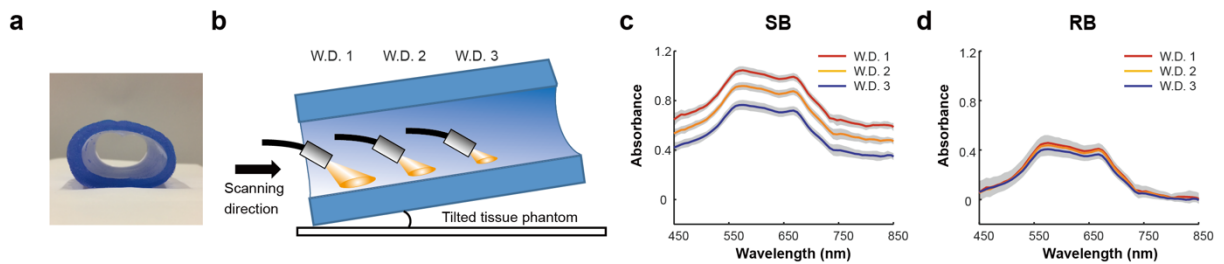 a
b
W.D. 1 W.D. 2 W.D. 3
Scanning
direction
Tilted tissue phantom
c SB
1.2
0.8
0.4
0
Absorbance
W.D. 1
W.D. 2
W.D. 3
450 550 650 750 850
Wavelength (nm)
d RB
1.2
0.8
0.4
0
Absorbance
W.D. 1
W.D. 2
W.D. 3
450 550 650 750 850
Wavelength (nm)